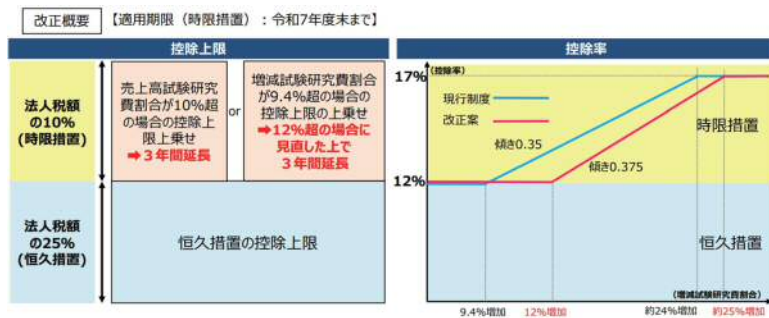 改正概要 【適用期限（時限措置）：令和7年度末まで】
控除上限
法人税額
の10%
(時限措置)
売上高試験研究
費割合が10%超
の場合の控除上
限上乗せ
➡３年間延長
or
増減試験研究費割合
が9.4%超の場合の
控除上限の上乗せ
➡12%超の場合に
見直した上で
３年間延長
法人税額
の25%
(恒久措置)
恒久措置の控除上限
控除率
17%
(控除率)
現行制度
改正案
時限措置
傾き0.35
傾き0.375
12%
恒久措置
(増減試験研究費割合)
9.4%増加
12%増加
約24%増加
約25%増加